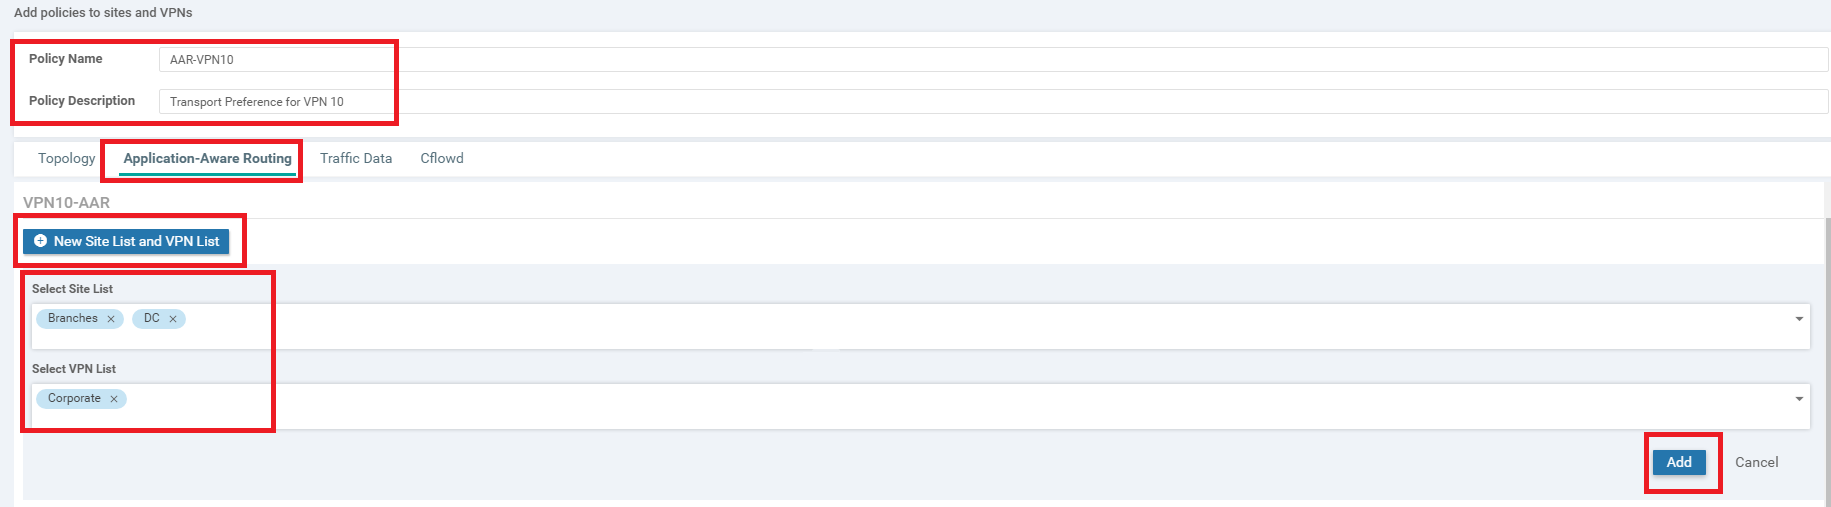 Add policies to sites and VPNs
Policy Name AAR-VPN10
Policy Description Transport Preference for VPN 10
Topology Application-Aware Routing Traffic Data Cflowd
VPN10-AAR
New Site List and VPN List
Select Site List
Branches × DC ×
Select VPN List
Corporate ×
Add Cancel